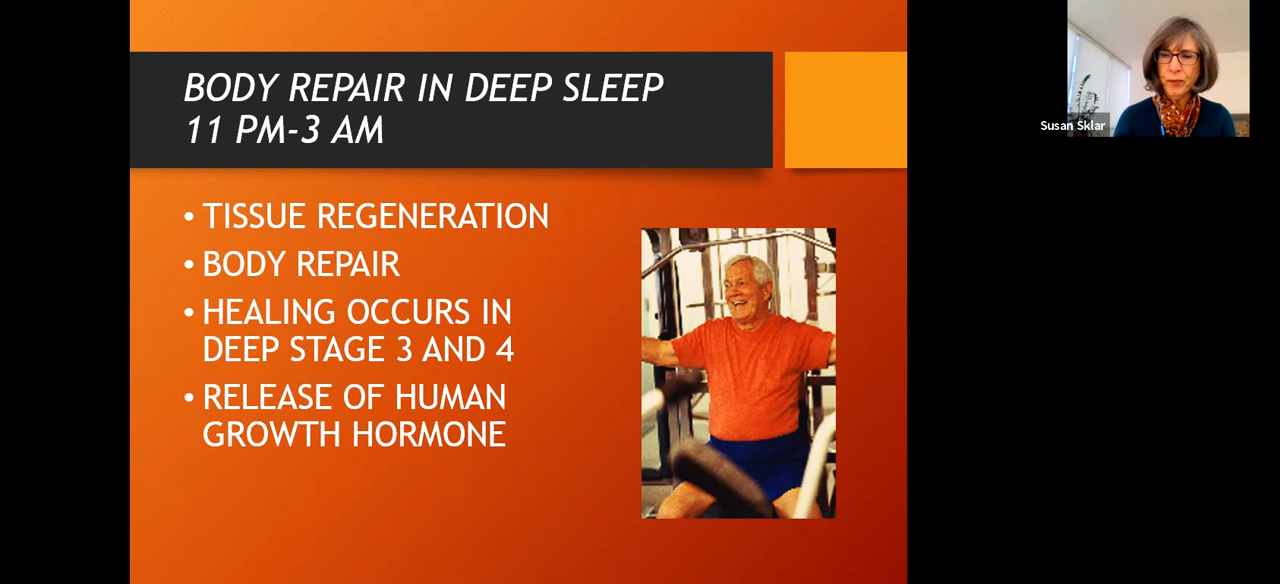 BODY REPAIR IN DEEP SLEEP
11 PM-3 AM
• TISSUE REGENERATION
• BODY REPAIR
• HEALING OCCURS IN
DEEP STAGE 3 AND 4
• RELEASE OF HUMAN
GROWTH HORMONE
Susan Sklar